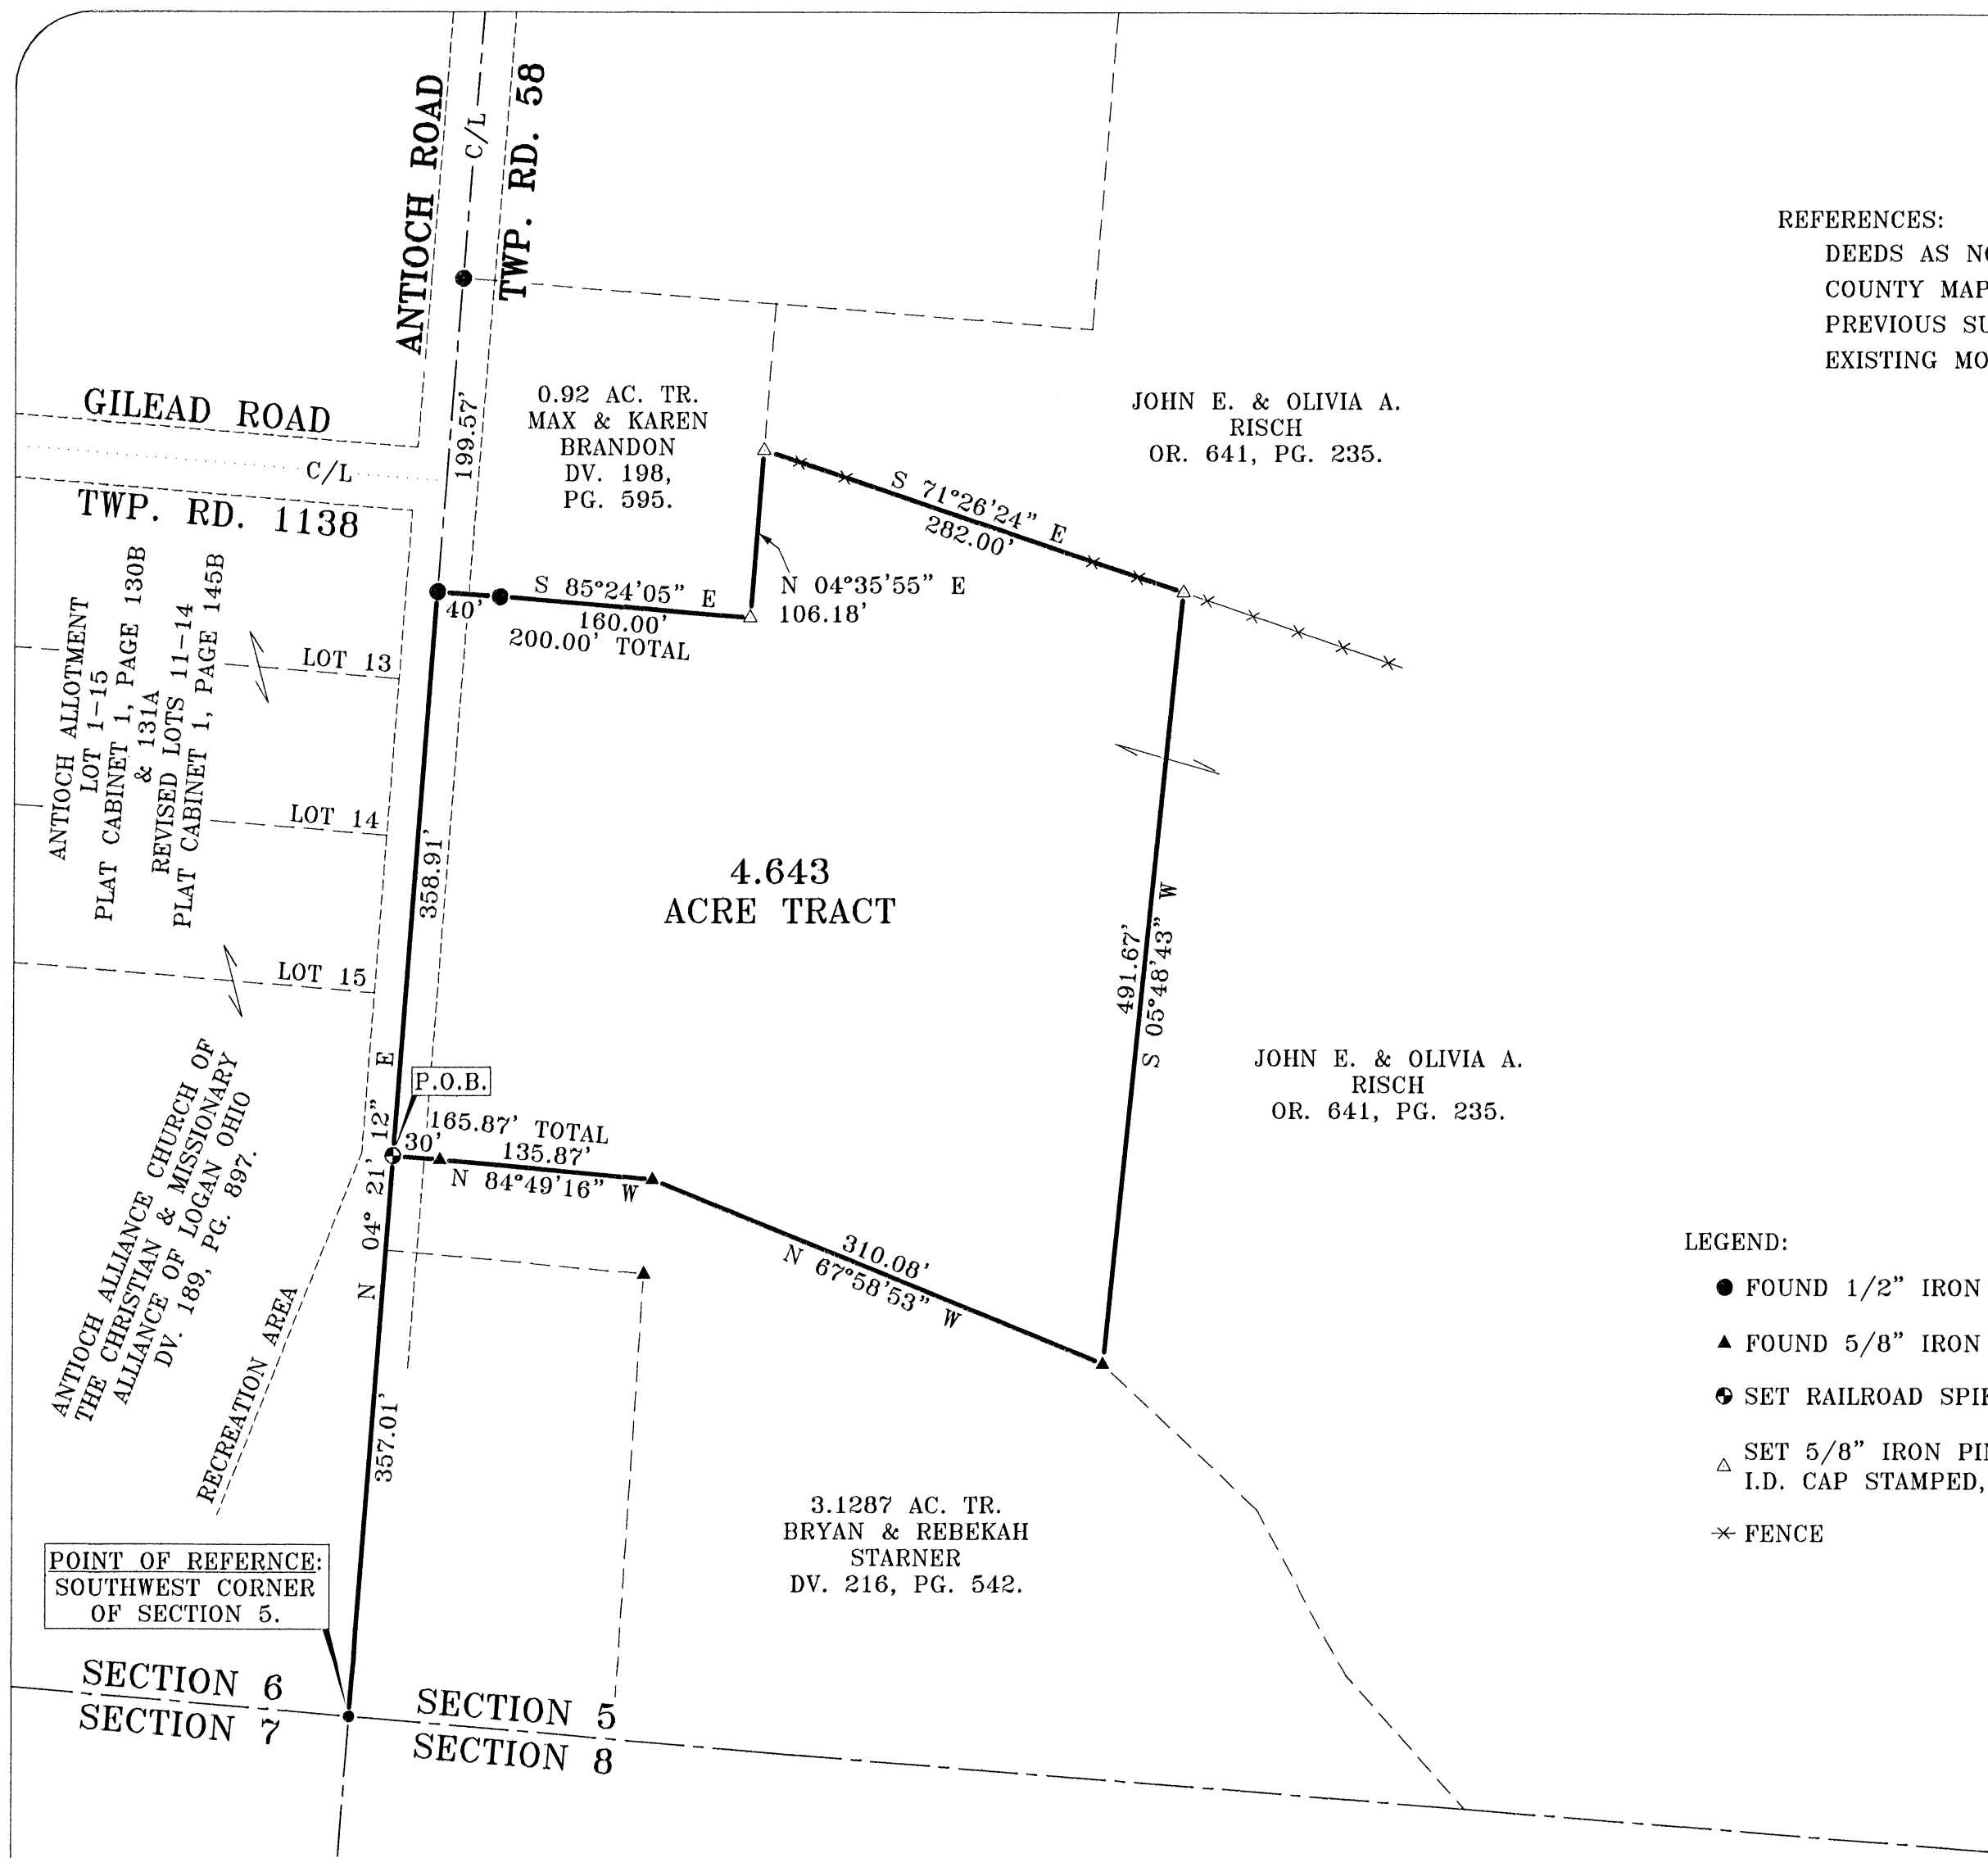 ANTIOCH ROAD
C/L
TWP. RD. 58
REFERENCES:
DEEDS AS
COUNTY
PREVIOUS
EXISTING
GILEAD ROAD
C/L
TWP. RD. 1138
199.57'
0.92 AC. TR.
MAX & KAREN
BRANDON
DV. 198,
PG. 595.
JOHN E. & OLIVIA A.
RISCH
OR. 641, PG. 235.
S 71°26'24" E
282.00'
N 04°35'55" E
106.18'
40'
S 85°24'05" E
160.00'
200.00' TOTAL
ANTIOCH ALLOTMENT
LOT 1-15
PLAT CABINET 1, PAGE 130B
& 131A
REVISED LOTS 11-14
PLAT CABINET 1, PAGE 145B
LOT 13
LOT 14
LOT 15
358.91'
4.643
ACRE TRACT
491.67'
S 05°48'43" W
P.O.B.
165.87' TOTAL
30'
135.87'
N 84°49'16" W
N 04° 21' 12" E
310.08'
N 67°58'53" W
JOHN E. & OLIVIA A.
RISCH
OR. 641, PG. 235.
ANTIOCH ALLIANCE CHURCH OF
THE CHRISTIAN & MISSIONARY
ALLIANCE OF LOGAN OHIO
DV. 189, PG. 897.
RECREATION AREA
357.01'
LEGEND:
FOUND 1/2" IRON
FOUND 5/8" IRON
SET RAILROAD
SET 5/8" IRON
I.D. CAP STAMPED,
FENCE
3.1287 AC. TR.
BRYAN & REBEKAH
STARNER
DV. 216, PG. 542.
POINT OF REFERNCE:
SOUTHWEST CORNER
OF SECTION 5.
SECTION 6
SECTION 7
SECTION 5
SECTION 8